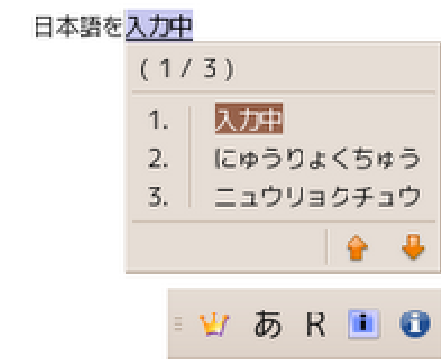 日本語を入力中
(1/3)
1. 入力中
2. にゅうりょくちゅう
3. ニュウリョクチュウ
あ R